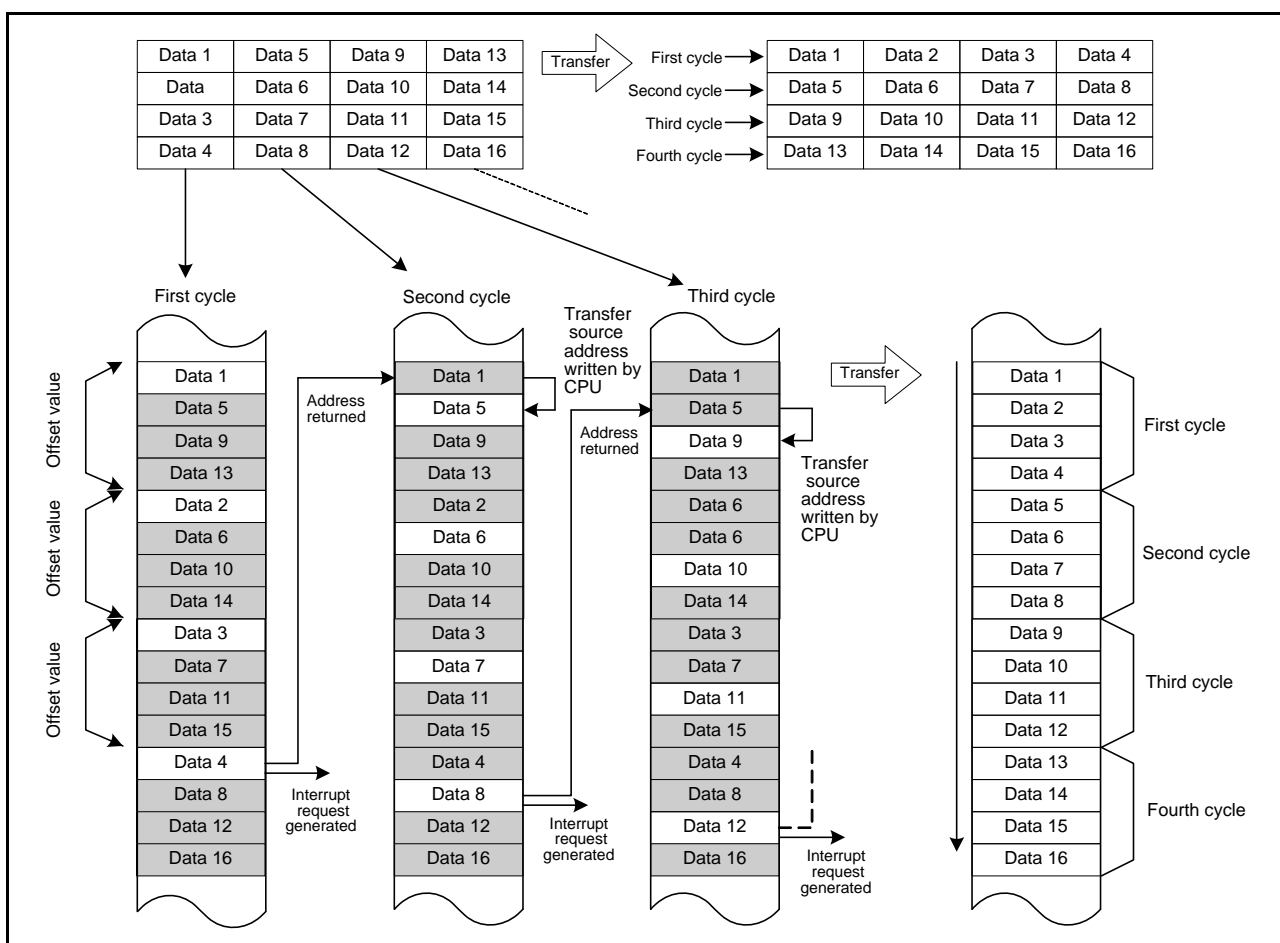 Data 1 Data 5 Data 9 Data 13
Data Data 6 Data 10 Data 14
Data 3 Data 7 Data 11 Data 15
Data 4 Data 8 Data 12 Data 16
Transfer
First cycle Data 1 Data 2 Data 3 Data 4
Second cycle Data 5 Data 6 Data 7 Data 8
Third cycle Data 9 Data 10 Data 11 Data 12
Fourth cycle Data 13 Data 14 Data 15 Data 16
First cycle
Offset value
Offset value
Offset value
Data 1
Data 5
Data 9
Data 13
Data 2
Data 6
Data 10
Data 14
Data 3
Data 7
Data 11
Data 15
Data 4
Data 8
Data 12
Data 16
Address
returned
Interrupt
request
generated
Second cycle
Data 1
Data 5
Data 9
Data 13
Data 2
Data 6
Data 10
Data 14
Data 3
Data 7
Data 11
Data 15
Data 4
Data 8
Data 12
Data 16
Transfer
source
address
written by
CPU
Address
returned
Interrupt
request
generated
Third cycle
Data 1
Data 5
Data 9
Data 13
Data 6
Data 6
Data 10
Data 14
Data 3
Data 7
Data 11
Data 15
Data 4
Data 8
Data 12
Data 16
Transfer
source
address
written by
CPU
Interrupt
request
generated
Transfer
Data 1
Data 2
Data 3
Data 4
Data 5
Data 6
Data 7
Data 8
Data 9
Data 10
Data 11
Data 12
Data 13
Data 14
Data 15
Data 16
First cycle
Second cycle
Third cycle
Fourth cycle